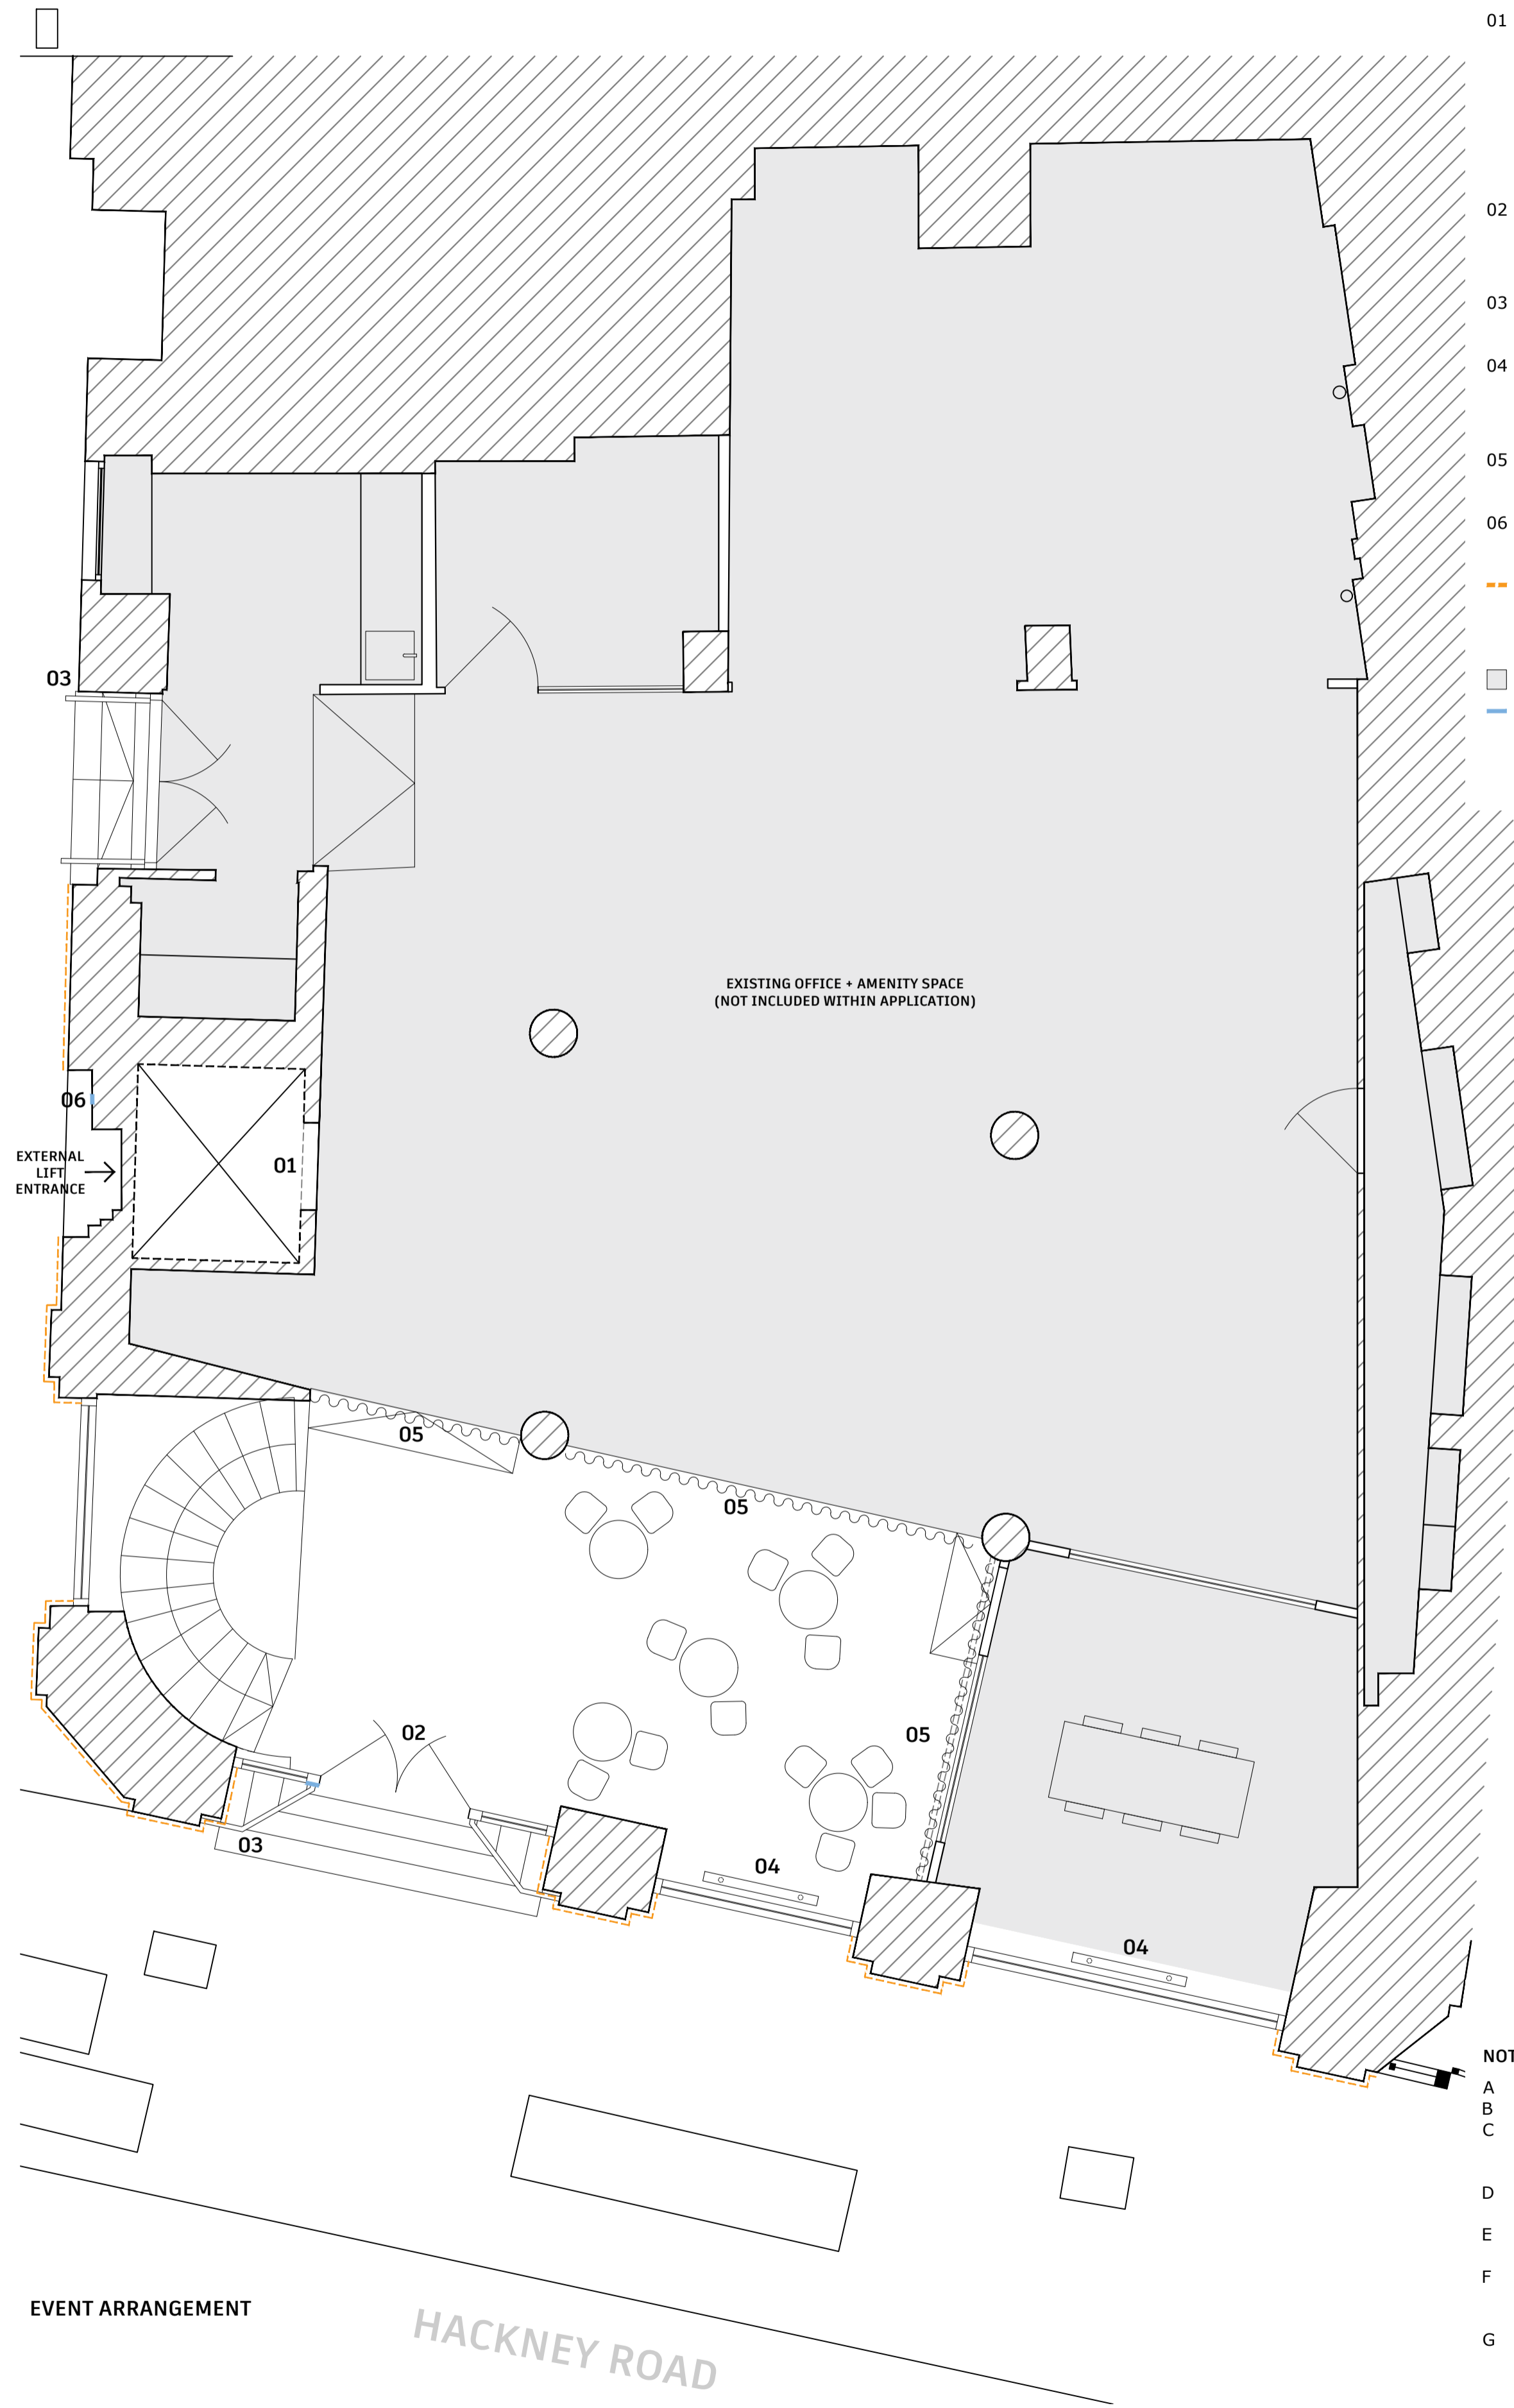 01
02
03
04
05
06
03
EXISTING OFFICE + AMENITY SPACE
(NOT INCLUDED WITHIN APPLICATION)
06
EXTERNAL
LIFT
ENTRANCE
01
05
05
02
05
03
04
04
NOT
A
B
C
D
E
F
G
EVENT ARRANGEMENT
HACKNEY ROAD